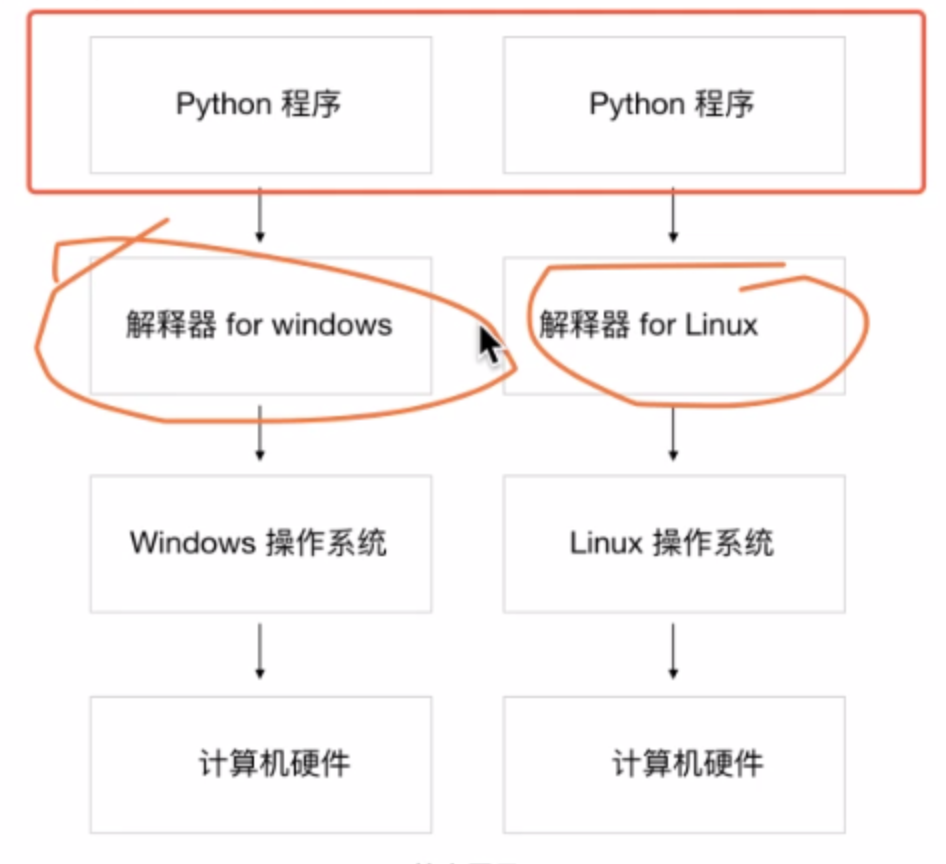 Python 程序
Python 程序
解释器 for windows
解释器 for Linux
Windows 操作系统
Linux 操作系统
计算机硬件
计算机硬件